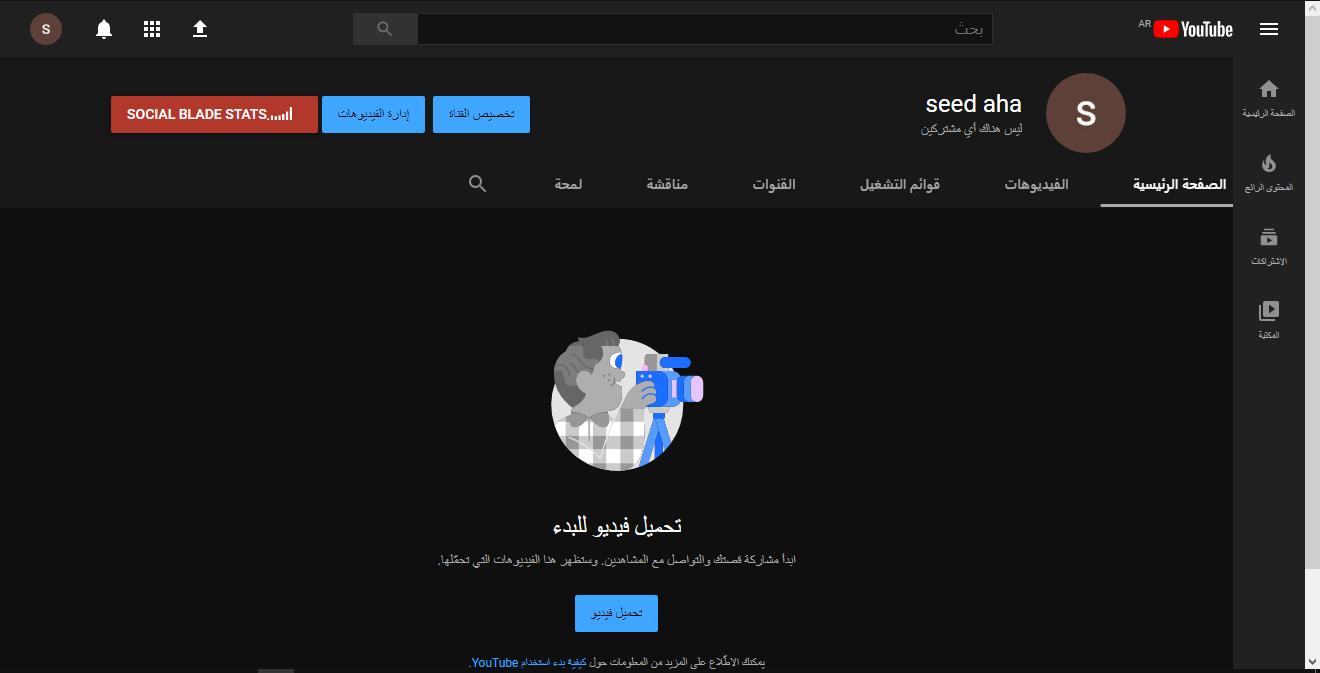 YouTube AR
بحث
S
الصفحة الرئيسية
المحتوى الرائج
الاشتراكات
المكتبة
S
seed aha
ليس هناك أي مشتركين
تخصيص القناة
إدارة الفيديوهات
SOCIAL BLADE STATS
الصفحة الرئيسية
الفيديوهات
قوائم التشغيل
القنوات
مناقشة
لمحة
تحميل فيديو للبدء
ابدأ مشاركة قصتك والتواصل مع المشاهدين. وستظهر هنا الفيديوهات التي تحمّلها.
تحميل فيديو
يمكنك الاطّلاع على المزيد من المعلومات حول كيفية بدء استخدام YouTube.